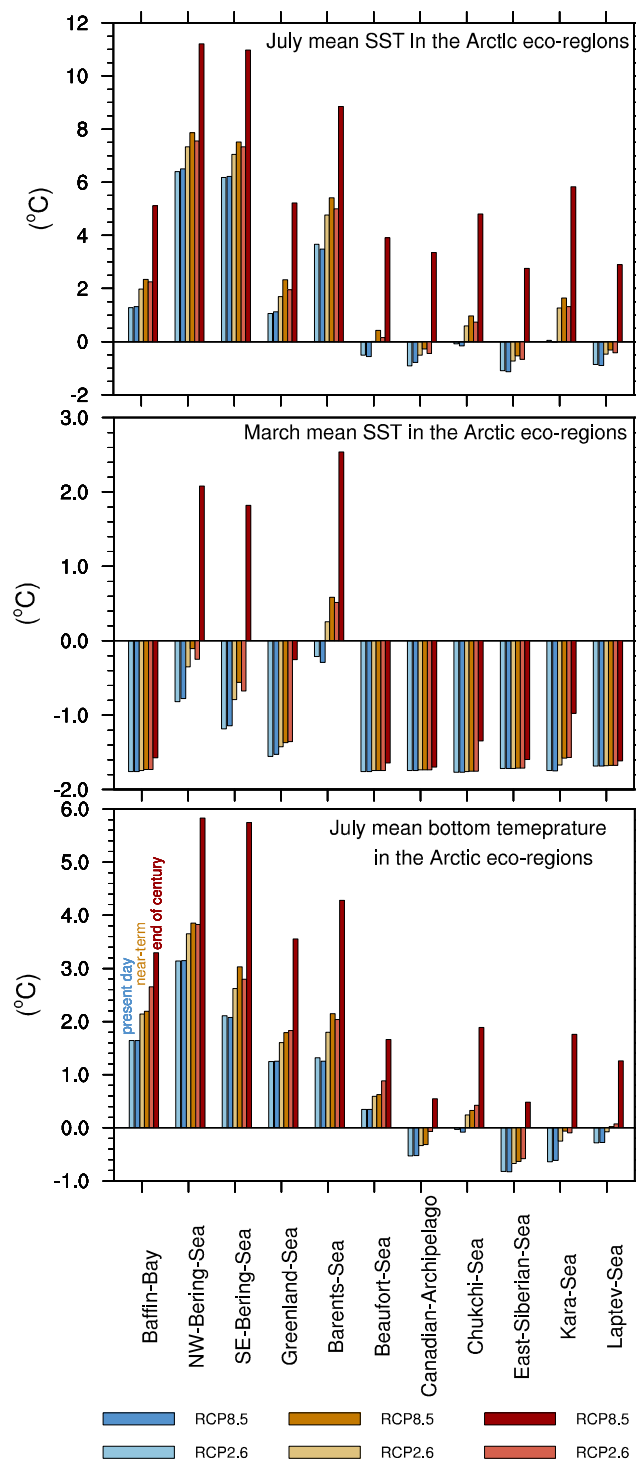 July mean SST In the Arctic eco-regions
12
10
8
6
4
2
0
-2
(°C)
March mean SST in the Arctic eco-regions
3.0
2.0
1.0
0.0
-1.0
-2.0
(°C)
July mean bottom temeprature
in the Arctic eco-regions
6.0
5.0
4.0
3.0
2.0
1.0
0.0
-1.0
(°C)
present day
near-term
end of century
Baffin-Bay
NW-Bering-Sea
SE-Bering-Sea
Greenland-Sea
Barents-Sea
Beaufort-Sea
Canadian-Archipelago
Chukchi-Sea
East-Siberian-Sea
Kara-Sea
Laptev-Sea
RCP8.5 RCP8.5 RCP8.5
RCP2.6 RCP2.6 RCP2.6